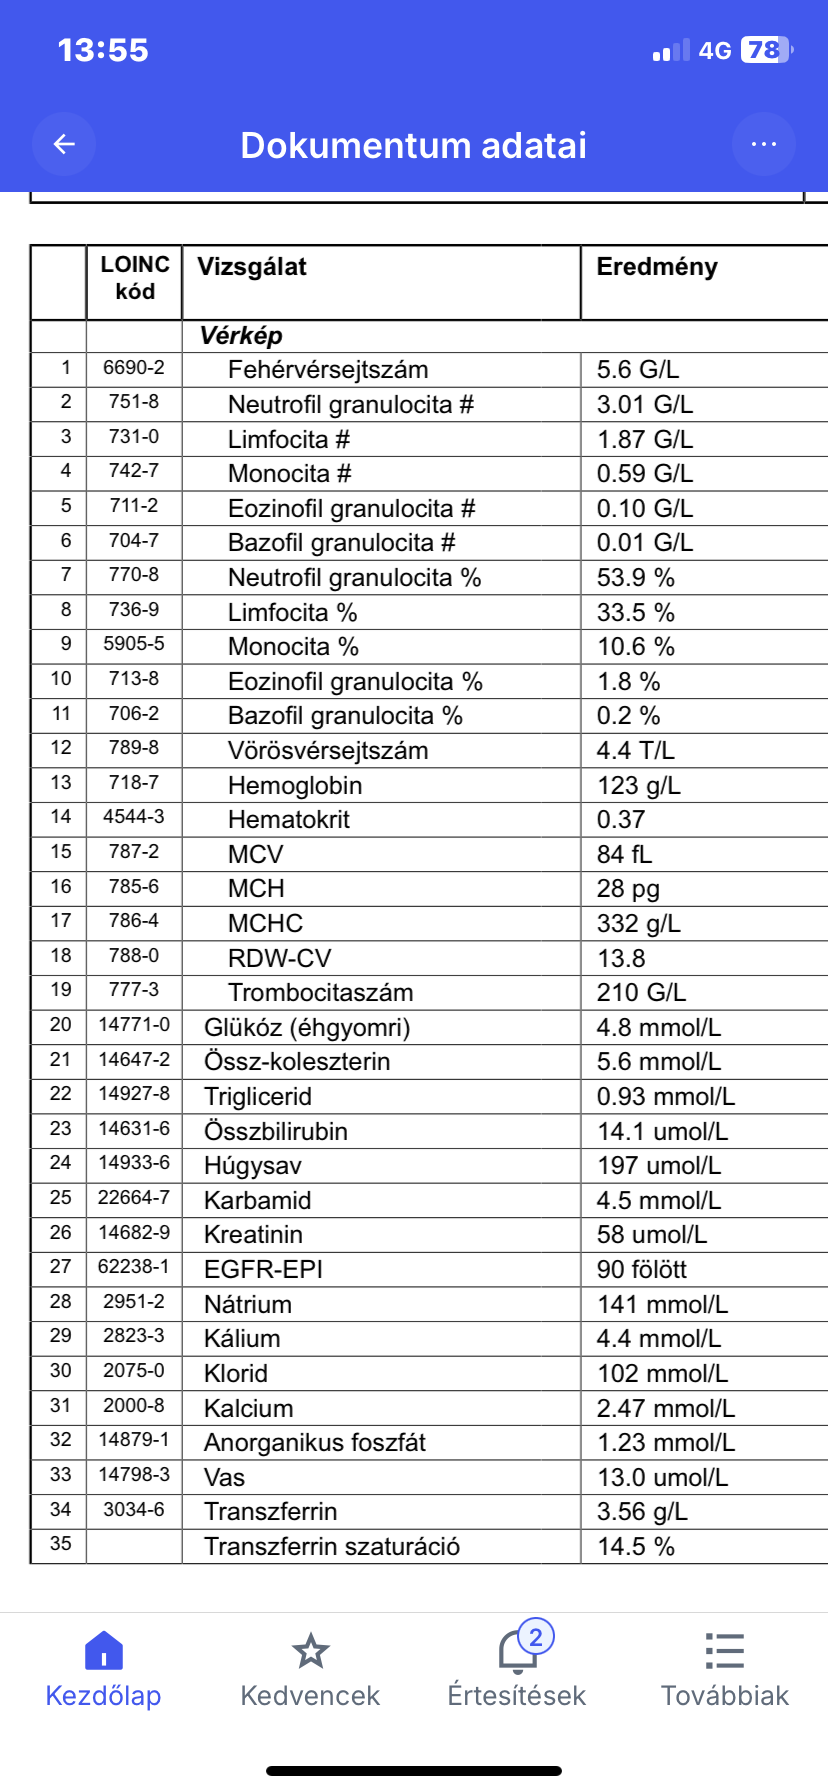 13:55
4G 78
Dokumentum adatai
LOINC kód Vizsgálat Eredmény
Vérkép
1 6690-2 Fehérvérsejtszám 5.6 G/L
2 751-8 Neutrofil granulocita # 3.01 G/L
3 731-0 Limfocita # 1.87 G/L
4 742-7 Monocita # 0.59 G/L
5 711-2 Eozinofil granulocita # 0.10 G/L
6 704-7 Bazofil granulocita # 0.01 G/L
7 770-8 Neutrofil granulocita % 53.9 %
8 736-9 Limfocita % 33.5 %
9 5905-5 Monocita % 10.6 %
10 713-8 Eozinofil granulocita % 1.8 %
11 706-2 Bazofil granulocita % 0.2 %
12 789-8 Vörösvérsejtszám 4.4 T/L
13 718-7 Hemoglobin 123 g/L
14 4544-3 Hematokrit 0.37
15 787-2 MCV 84 fL
16 785-6 MCH 28 pg
17 786-4 MCHC 332 g/L
18 788-0 RDW-CV 13.8
19 777-3 Trombocitaszám 210 G/L
20 14771-0 Glükóz (éhgyomri) 4.8 mmol/L
21 14647-2 Össz-koleszterin 5.6 mmol/L
22 14927-8 Triglicerid 0.93 mmol/L
23 14631-6 Összbilirubin 14.1 umol/L
24 14933-6 Húgysav 197 umol/L
25 22664-7 Karbamid 4.5 mmol/L
26 14682-9 Kreatinin 58 umol/L
27 62238-1 EGFR-EPI 90 fölött
28 2951-2 Nátrium 141 mmol/L
29 2823-3 Kálium 4.4 mmol/L
30 2075-0 Klorid 102 mmol/L
31 2000-8 Kalcium 2.47 mmol/L
32 14879-1 Anorganikus foszfát 1.23 mmol/L
33 14798-3 Vas 13.0 umol/L
34 3034-6 Transzferrin 3.56 g/L
35 Transzferrin szaturáció 14.5 %
2
Kezdőlap Kedvencek Értesítések Továbbiak